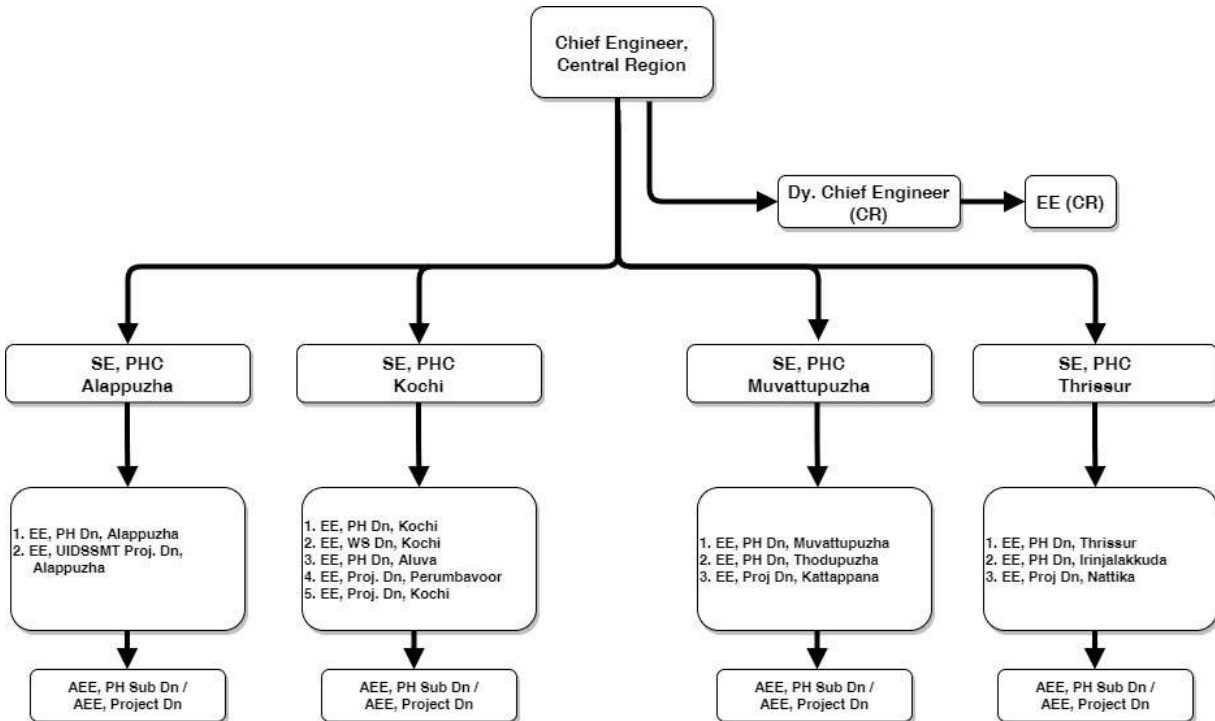 Chief Engineer,
Central Region
Dy. Chief Engineer
(CR)
EE (CR)
SE, PHC
Alappuzha
SE, PHC
Kochi
SE, PHC
Muvattupuzha
SE, PHC
Thrissur
1. EE, PH Dn, Alappuzha
2. EE, UIDSSMT Proj. Dn,
Alappuzha
1. EE, PH Dn, Kochi
2. EE, WS Dn, Kochi
3. EE, PH Dn, Aluva
4. EE, Proj. Dn, Perumbavoor
5. EE, Proj. Dn, Kochi
1. EE, PH Dn, Muvattupuzha
2. EE, PH Dn, Thodupuzha
3. EE, Proj Dn, Kattappana
1. EE, PH Dn, Thrissur
2. EE, PH Dn, Irinjalakkuda
3. EE, Proj Dn, Nattika
AEE, PH Sub Dn /
AEE, Project Dn
AEE, PH Sub Dn /
AEE, Project Dn
AEE, PH Sub Dn /
AEE, Project Dn
AEE, PH Sub Dn /
AEE, Project Dn